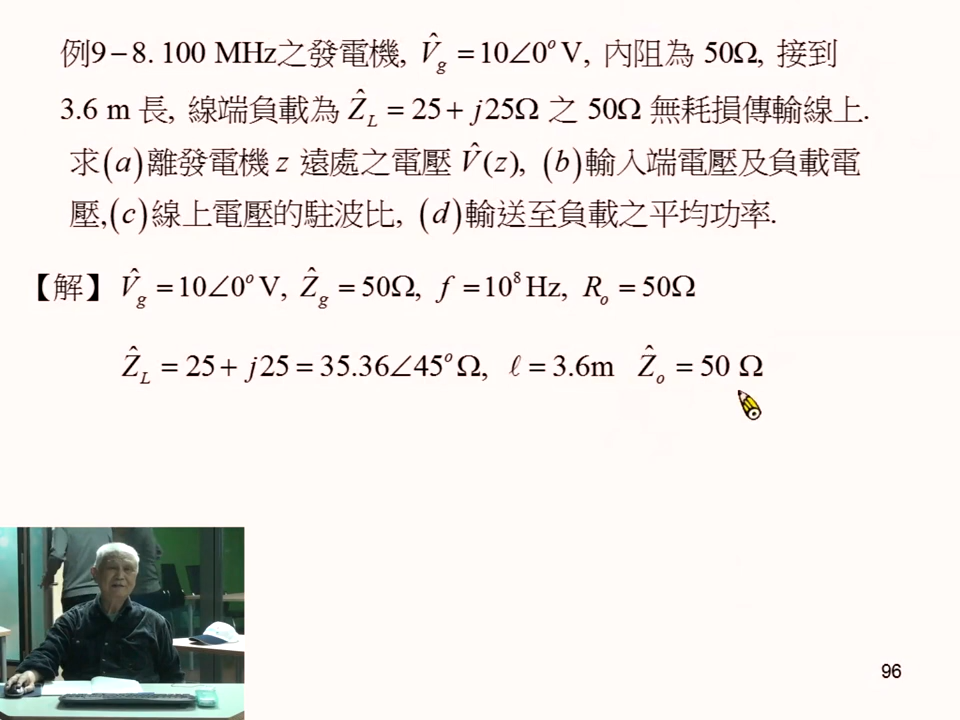 例9−8. 100 MHz之發電機, V̂g = 10∠0° V, 內阻為 50Ω, 接到
3.6 m 長, 線端負載為 ẐL = 25 + j25Ω 之 50Ω 無耗損傳輸線上.
求(a)離發電機 z 遠處之電壓 V̂(z), (b)輸入端電壓及負載電
壓,(c)線上電壓的駐波比, (d)輸送至負載之平均功率.
【解】V̂g = 10∠0° V, Ẑg = 50Ω, f = 10⁸ Hz, Ro = 50Ω
ẐL = 25 + j25 = 35.36∠45° Ω, ℓ = 3.6m Ẑo = 50 Ω
96